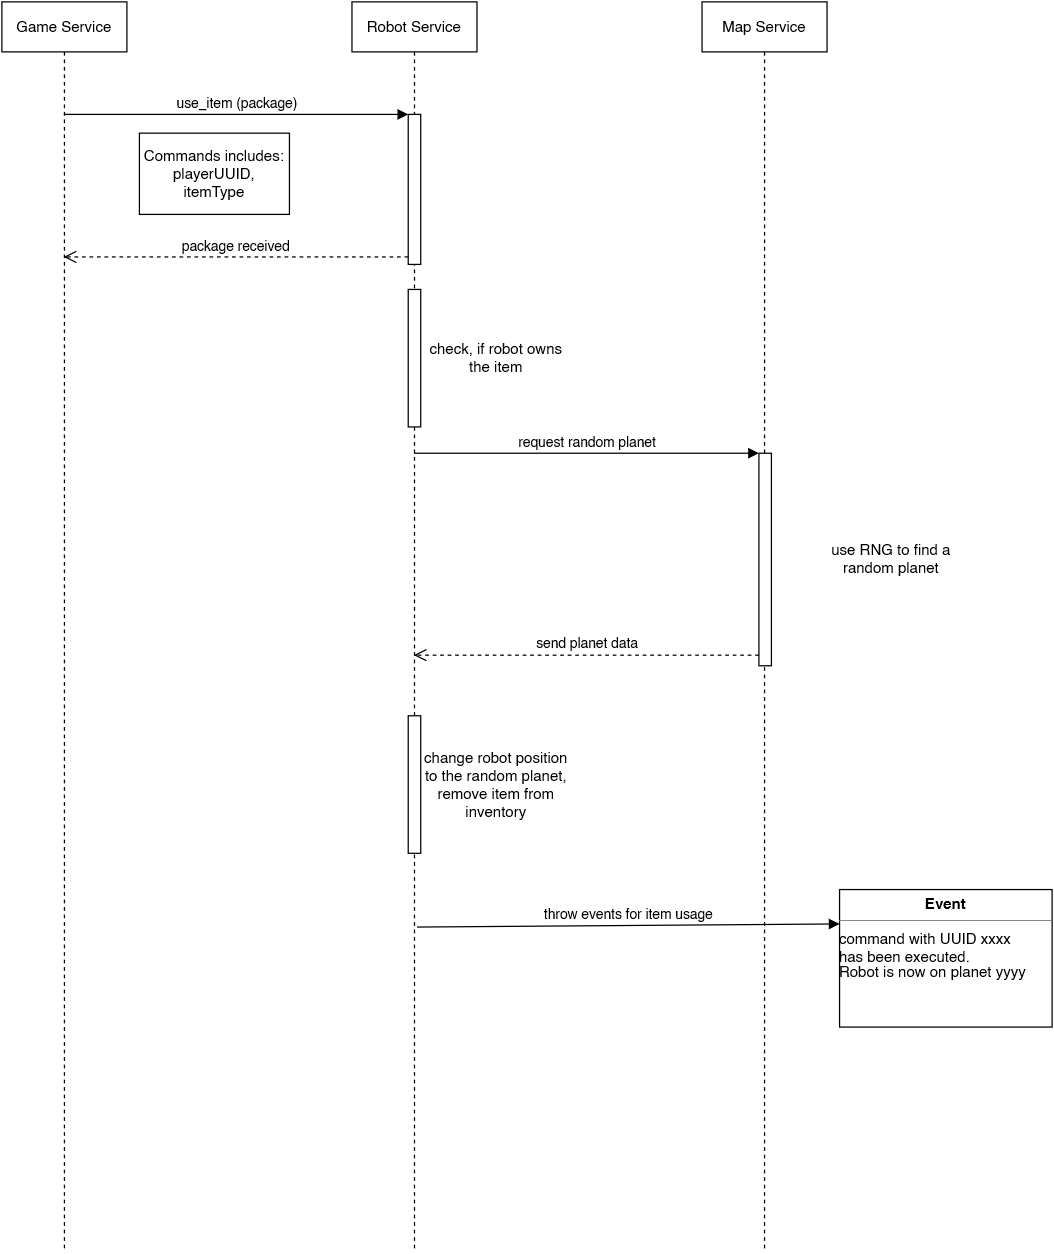 Game Service
Robot Service
Map Service
use_item (package)
Commands includes:
playerUUID,
itemType
package received
check, if robot owns
the item
request random planet
use RNG to find a
random planet
send planet data
change robot position
to the random planet,
remove item from
inventory
throw events for item usage
Event
command with UUID xxxx
has been executed.
Robot is now on planet yyyy